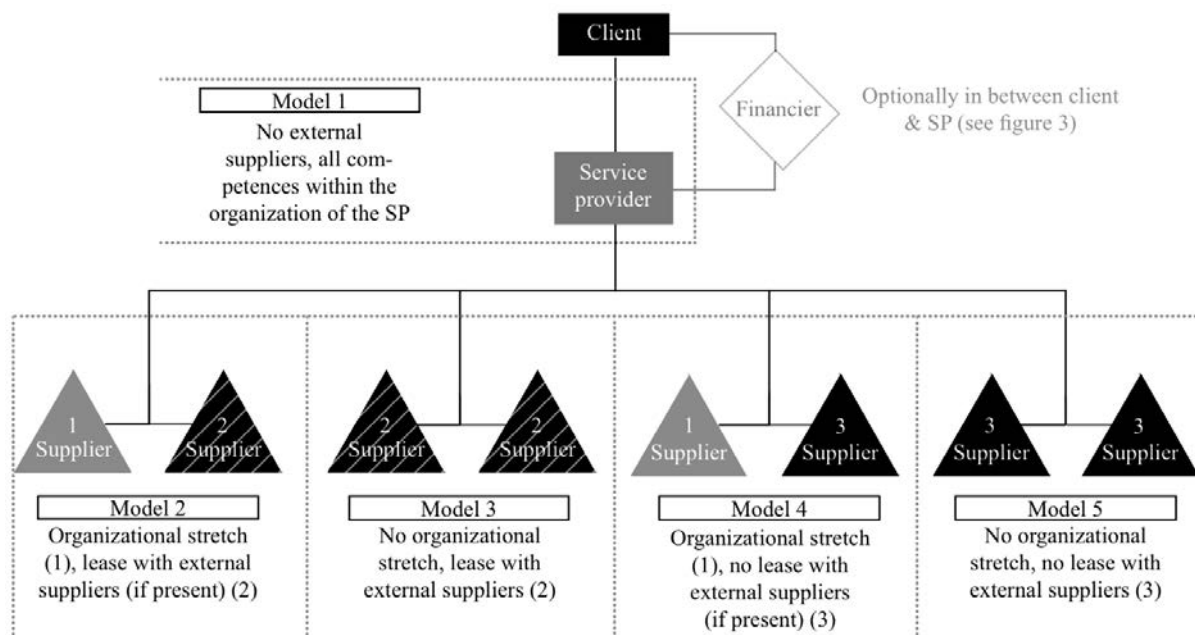 Client
Model 1
No external
suppliers, all com-
petences within the
organization of the SP
Financier
Optionally in between client
& SP (see figure 3)
Service
provider
1
Supplier
2
Supplier
2
Supplier
2
Supplier
1
Supplier
3
Supplier
3
Supplier
3
Supplier
Model 2
Organizational stretch
(1), lease with external
suppliers (if present) (2)
Model 3
No organizational
stretch, lease with
external suppliers (2)
Model 4
Organizational stretch
(1), no lease with
external suppliers
(if present) (3)
Model 5
No organizational
stretch, no lease with
external suppliers (3)